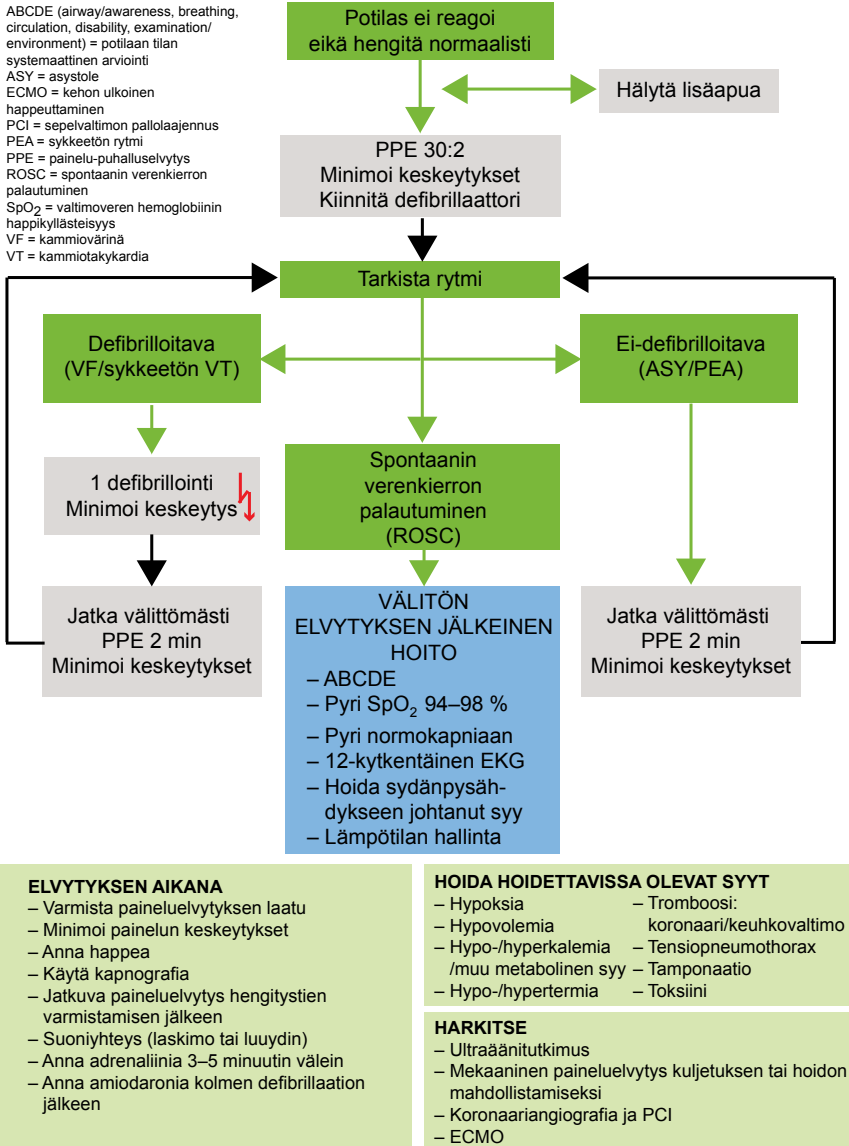 ABCDE (airway/awareness, breathing,
circulation, disability, examination/
environment) = potilaan tilan
systemaattinen arviointi
ASY = asystole
ECMO = kehon ulkoinen
happeuttaminen
PCI = sepelvaltimon pallolaajennus
PEA = sykkeetön rytmi
PPE = painelu-puhalluselvytys
ROSC = spontaanin verenkierron
palautuminen
SpO2 = valtimoveren hemoglobiinin
happikyllästeisyys
VF = kammiovärinä
VT = kammiotakykardia
Potilas ei reagoi
eikä hengitä normaalisti
Hälytä lisäapua
PPE 30:2
Minimoi keskeytykset
Kiinnitä defibrillaattori
Tarkista rytmi
Defibrilloitava
(VF/sykkeetön VT)
Ei-defibrilloitava
(ASY/PEA)
1 defibrillointi
Minimoi keskeytys
Spontaanin
verenkierron
palautuminen
(ROSC)
Jatka välittömästi
PPE 2 min
Minimoi keskeytykset
VÄLITÖN
ELVYTYKSEN JÄLKEINEN
HOITO
– ABCDE
– Pyri SpO2 94–98 %
– Pyri normokapniaan
– 12-kytkentäinen EKG
– Hoida sydänpysäh-
dykseen johtanut syy
– Lämpötilan hallinta
Jatka välittömästi
PPE 2 min
Minimoi keskeytykset
ELVYTYKSEN AIKANA
– Varmista paineluelvytyksen laatu
– Minimoi painelun keskeytykset
– Anna happea
– Käytä kapnografia
– Jatkuva paineluelvytys hengitystien
varmistamisen jälkeen
– Suoniyhteys (laskimo tai luuydin)
– Anna adrenaliinia 3–5 minuutin välein
– Anna amiodaronia kolmen defibrillaation
jälkeen
HOIDA HOIDETTAVISSA OLEVAT SYYT
– Hypoksia
– Hypovolemia
– Hypo-/hyperkalemia
/muu metabolinen syy
– Hypo-/hypertermia
– Tromboosi:
koronaari/keuhkovaltimo
– Tensiopneumothorax
– Tamponaatio
– Toksiini
HARKITSE
– Ultraäänitutkimus
– Mekaaninen paineluelvytys kuljetuksen tai hoidon
mahdollistamiseksi
– Koronaariangiografia ja PCI
– ECMO